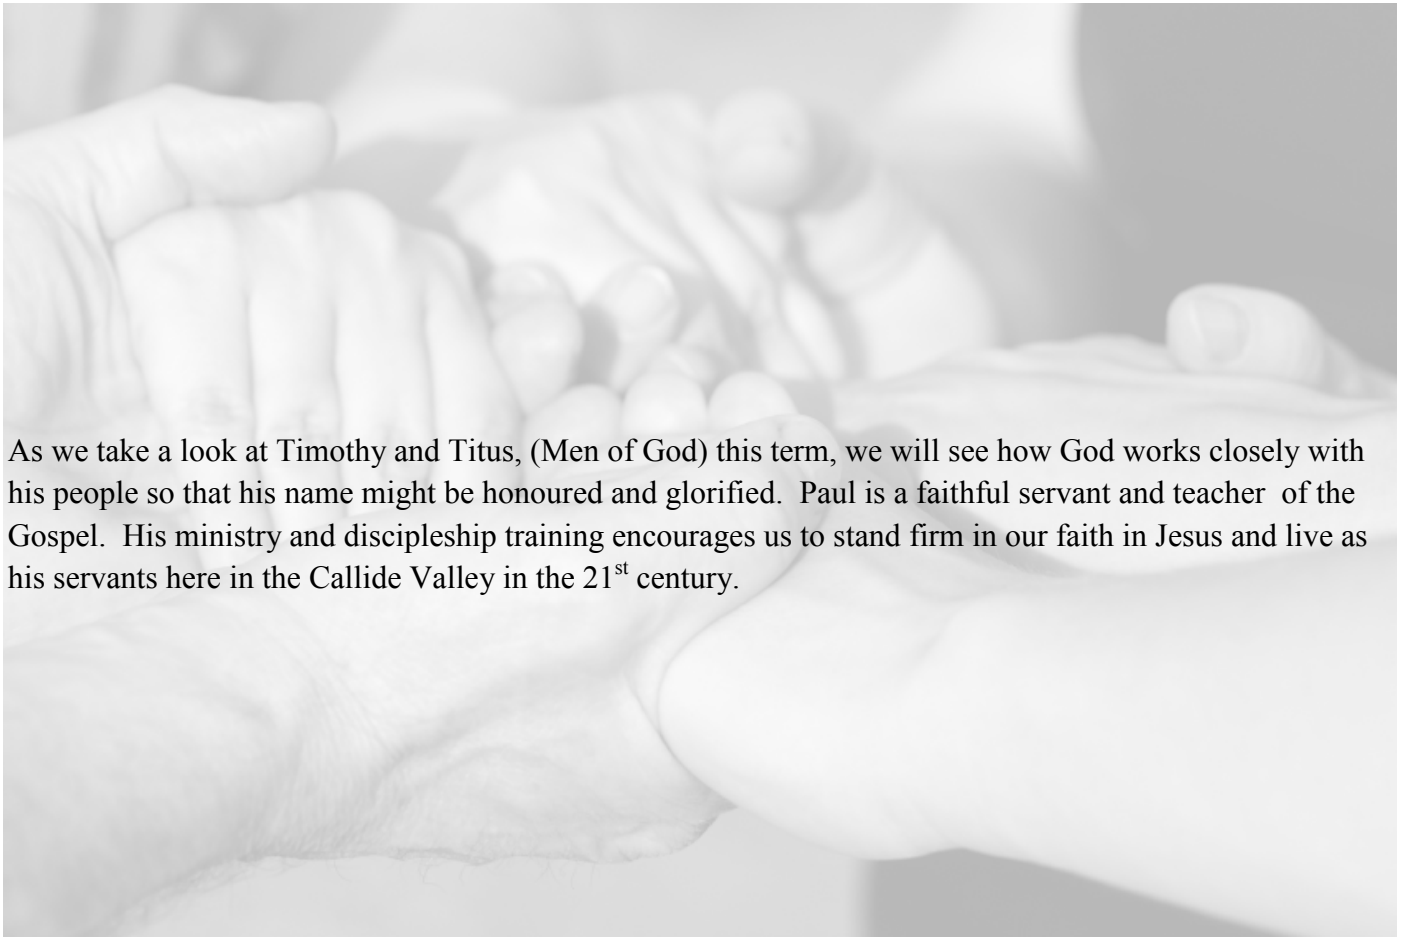 As we take a look at Timothy and Titus, (Men of God) this term, we will see how God works closely with
his people so that his name might be honoured and glorified.  Paul is a faithful servant and teacher  of the
Gospel.  His ministry and discipleship training encourages us to stand firm in our faith in Jesus and live as
his servants here in the Callide Valley in the 21st century.